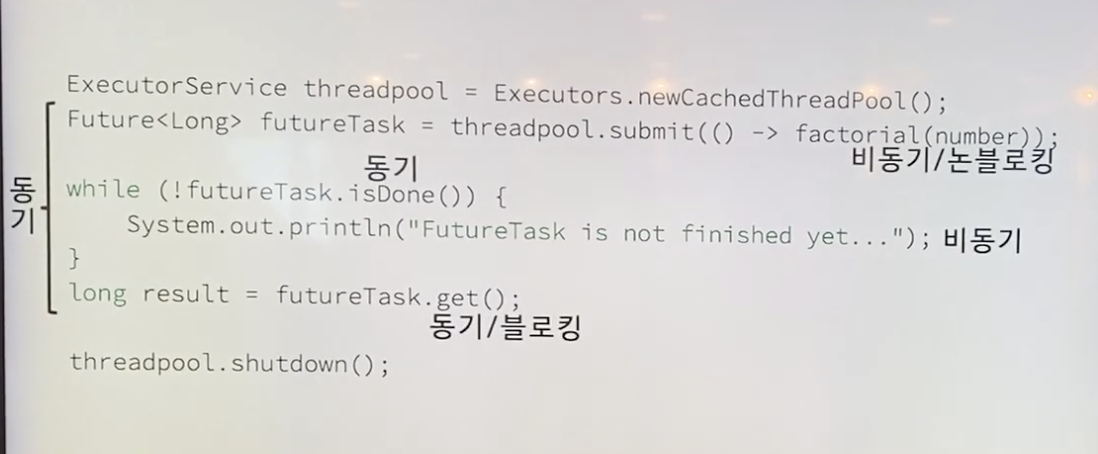 ExecutorService threadpool = Executors.newCachedThreadPool();
Future<Long> futureTask = threadpool.submit(() -> factorial(number));
비동기/논블로킹
동기
동기
while (!futureTask.isDone()) {
System.out.println("FutureTask is not finished yet..."); 비동기
}
long result = futureTask.get();
동기/블로킹
threadpool.shutdown();